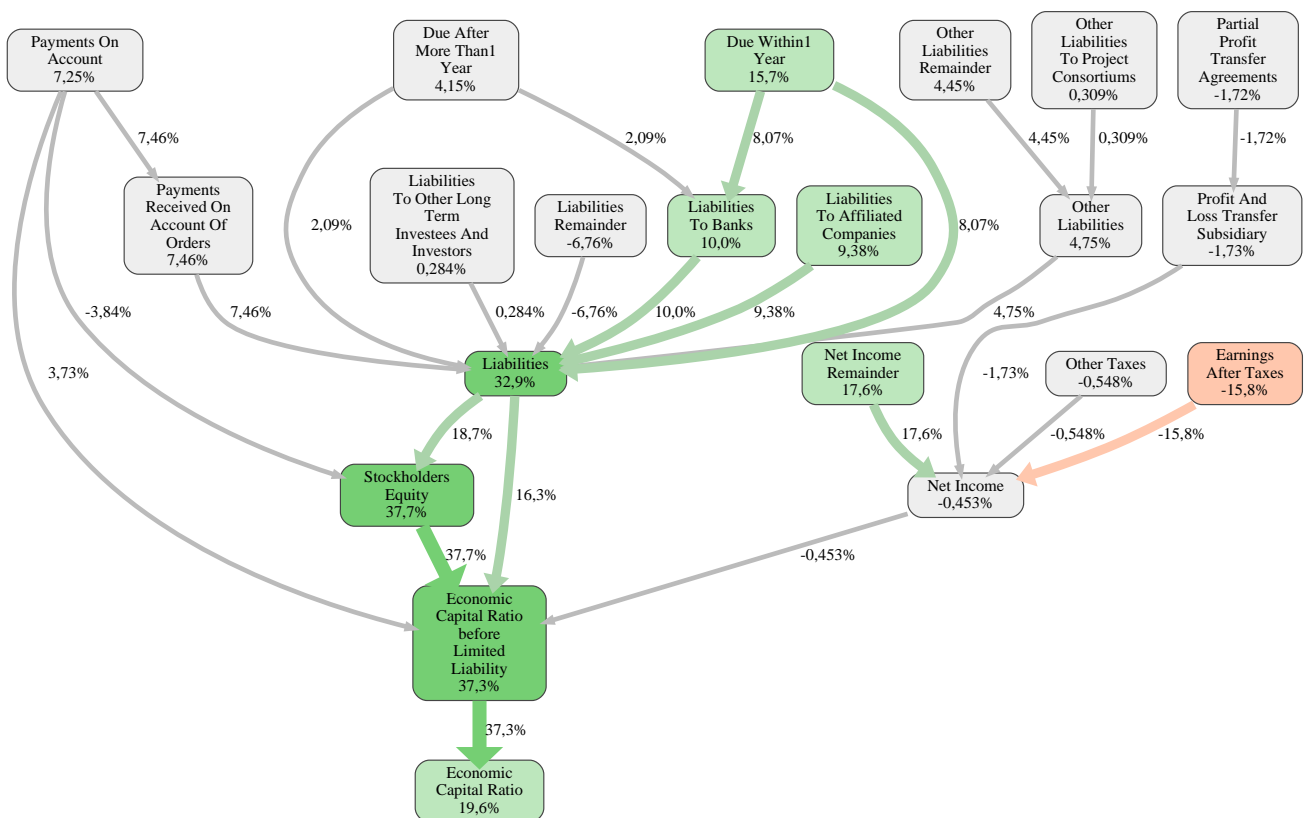 Payments On
Account
7,25%
Due After
More Than1
Year
4,15%
Due Within1
Year
15,7%
Other
Liabilities
Remainder
4,45%
Other
Liabilities
To Project
Consortiums
0,309%
Partial
Profit
Transfer
Agreements
-1,72%
7,46%
2,09%
8,07%
4,45%
0,309%
-1,72%
Payments
Received On
Account Of
Orders
7,46%
Liabilities
To Other Long
Term
Investees And
Investors
0,284%
Liabilities
Remainder
-6,76%
Liabilities
To Banks
10,0%
Liabilities
To Affiliated
Companies
9,38%
Other
Liabilities
4,75%
Profit And
Loss Transfer
Subsidiary
-1,73%
2,09%
8,07%
-3,84%
7,46%
0,284%
-6,76%
10,0%
9,38%
4,75%
3,73%
Liabilities
32,9%
Net Income
Remainder
17,6%
-1,73%
Other Taxes
-0,548%
Earnings
After Taxes
-15,8%
18,7%
17,6%
-0,548%
-15,8%
Stockholders
Equity
37,7%
16,3%
Net Income
-0,453%
37,7%
-0,453%
Economic
Capital Ratio
before
Limited
Liability
37,3%
37,3%
Economic
Capital Ratio
19,6%